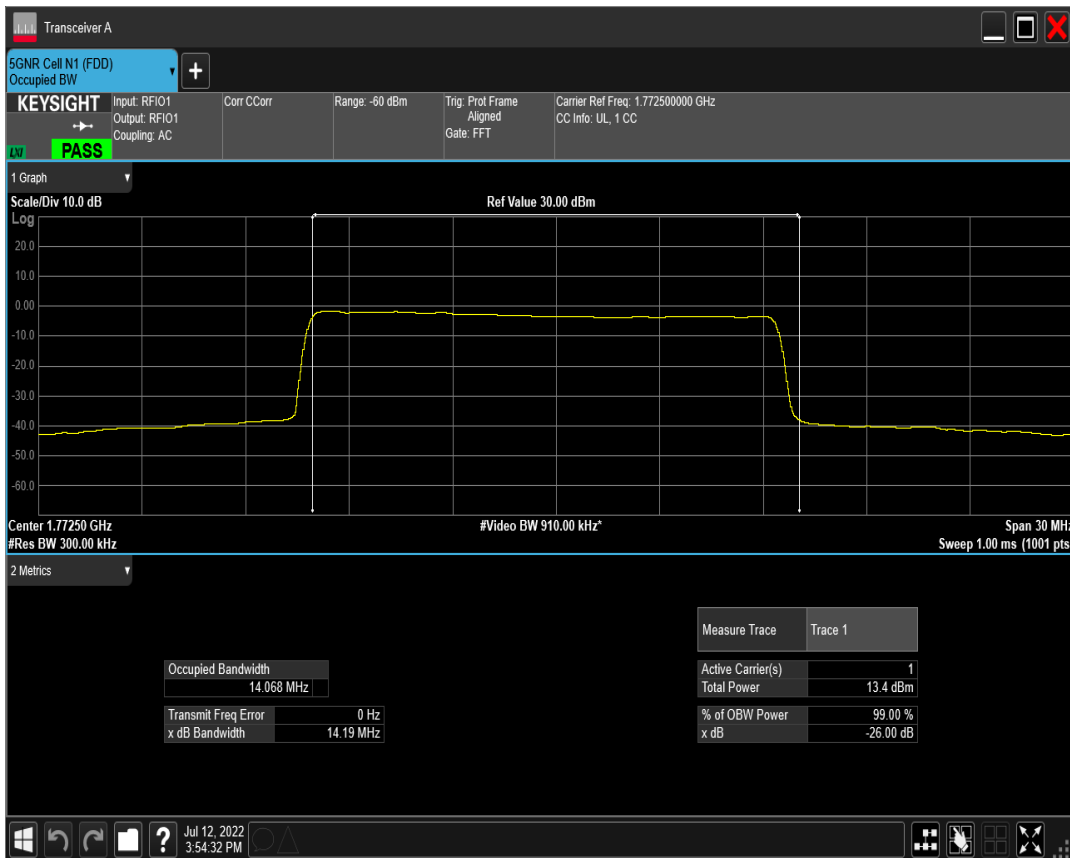 Transceiver A
5GNR Cell N1 (FDD)
Occupied BW
+
KEYSIGHT
LXI
PASS
Input: RFIO1
Output: RFIO1
Coupling: AC
Corr CCorr
Range: -60 dBm
Trig: Prot Frame
Aligned
Gate: FFT
Carrier Ref Freq: 1.772500000 GHz
CC Info: UL, 1 CC
1 Graph
Scale/Div 10.0 dB
Ref Value 30.00 dBm
Log
20.0
10.0
0.00
-10.0
-20.0
-30.0
-40.0
-50.0
-60.0
Center 1.77250 GHz
#Video BW 910.00 kHz*
Span 30 MHz
#Res BW 300.00 kHz
Sweep 1.00 ms (1001 pts
2 Metrics
Measure Trace Trace 1
Occupied Bandwidth
14.068 MHz
Active Carrier(s) 1
Total Power 13.4 dBm
Transmit Freq Error 0 Hz
x dB Bandwidth 14.19 MHz
% of OBW Power 99.00 %
x dB -26.00 dB
?
Jul 12, 2022
3:54:32 PM